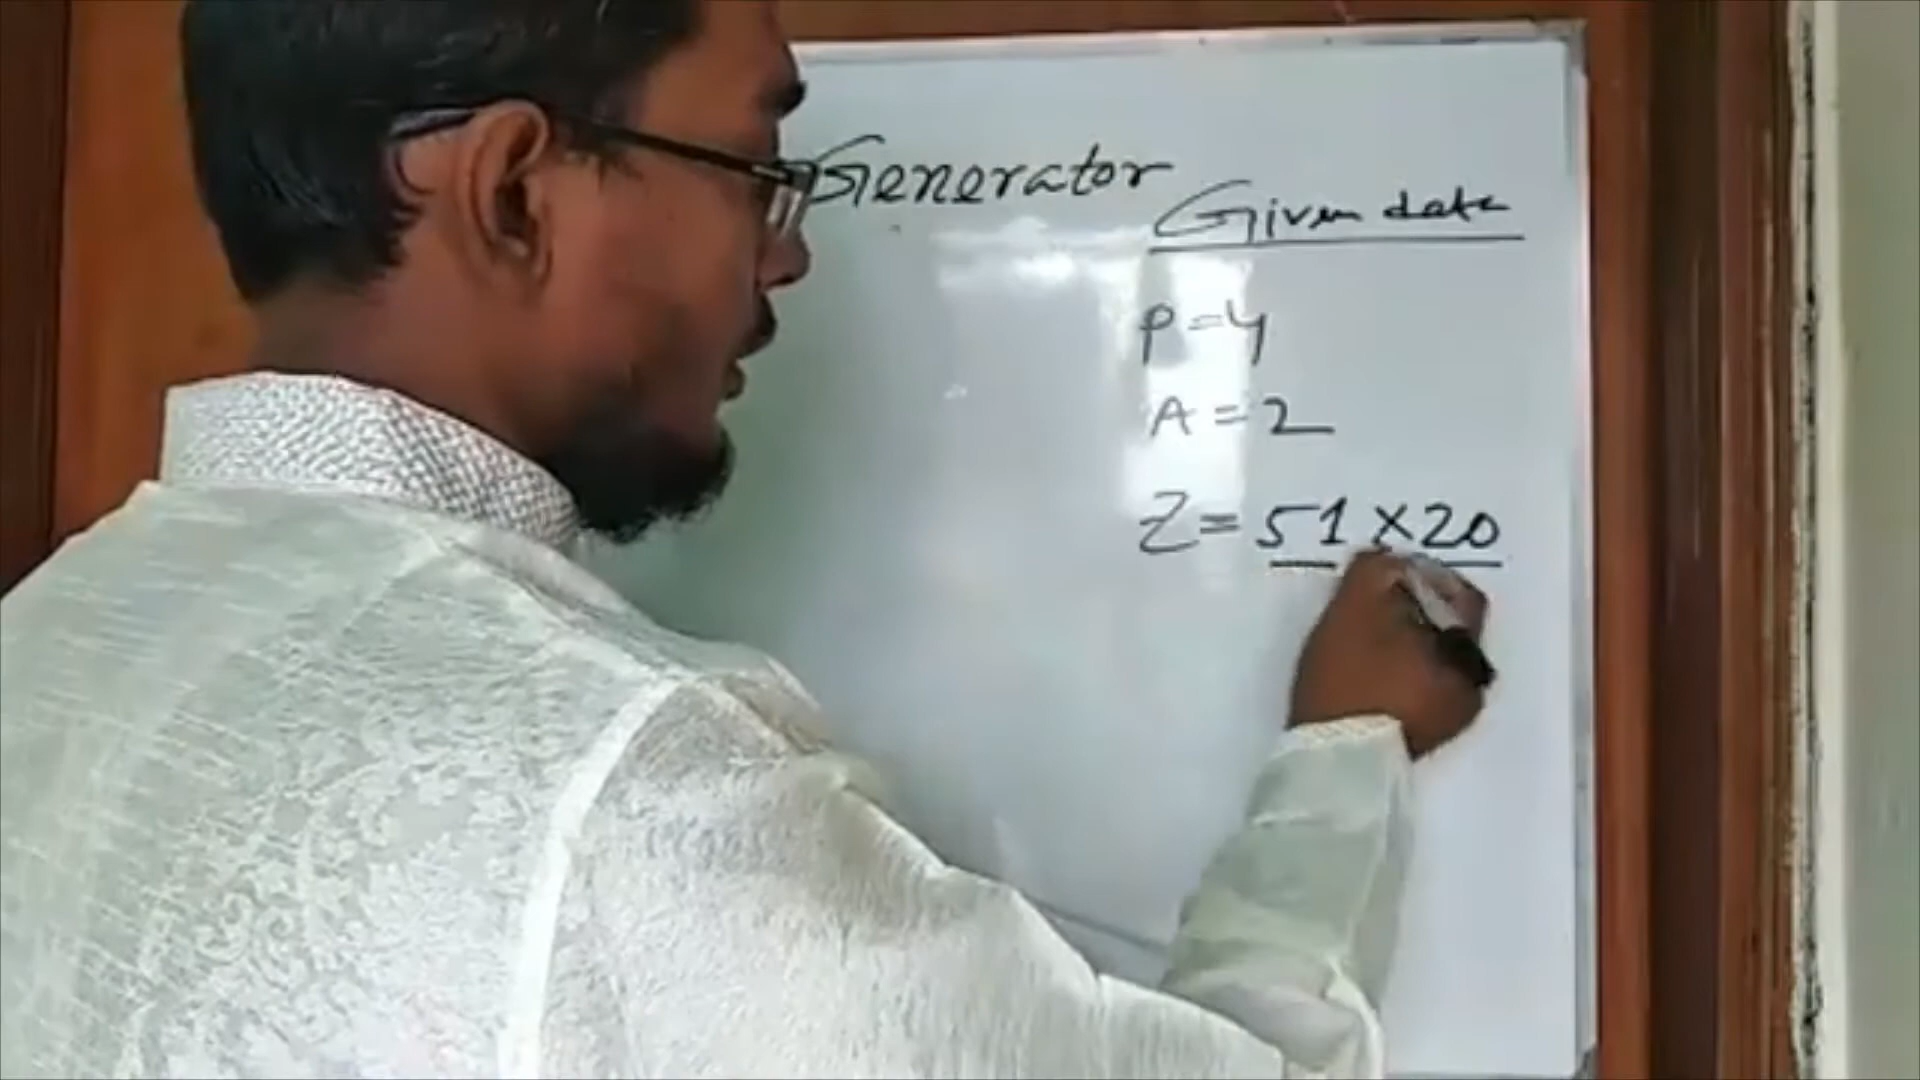 Generator
Given data
P=4
A=2
Z=51×20